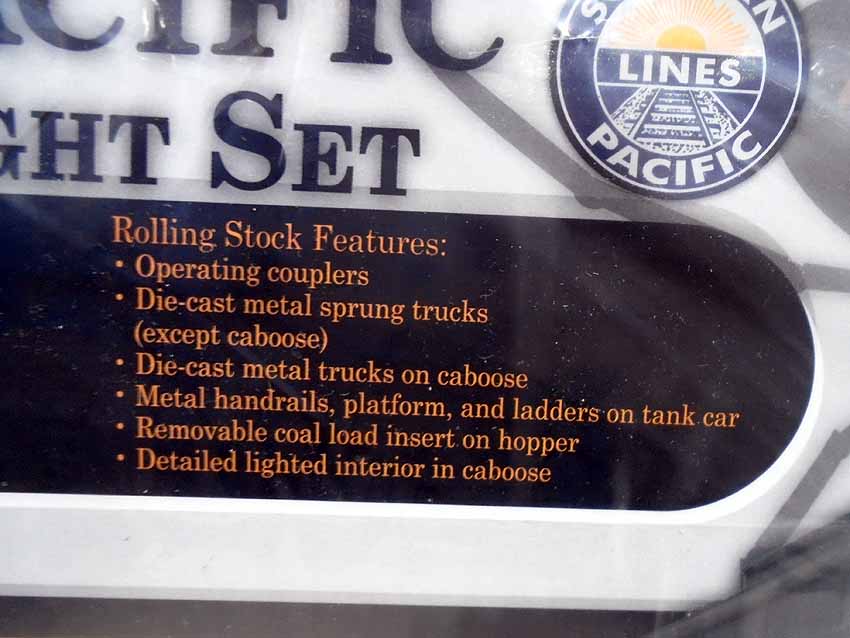 GHT SET
LINES
PACIFIC
Rolling Stock Features:
• Operating couplers
• Die-cast metal sprung trucks
(except caboose)
• Die-cast metal trucks on caboose
• Metal handrails, platform, and ladders on tank car
• Removable coal load insert on hopper
• Detailed lighted interior in caboose